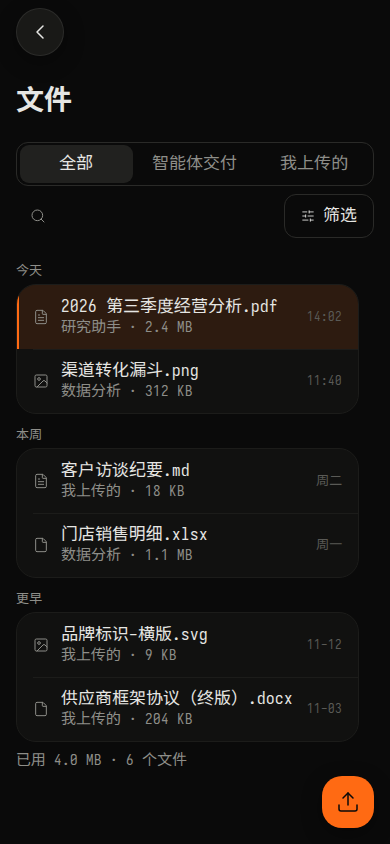 文件
全部 智能体交付 我上传的
筛选
今天
2026 第三季度经营分析.pdf 14:02
研究助手 · 2.4 MB
渠道转化漏斗.png 11:40
数据分析 · 312 KB
本周
客户访谈纪要.md 周二
我上传的 · 18 KB
门店销售明细.xlsx 周一
数据分析 · 1.1 MB
更早
品牌标识-横版.svg 11-12
我上传的 · 9 KB
供应商框架协议（终版）.docx 11-03
我上传的 · 204 KB
已用 4.0 MB · 6 个文件